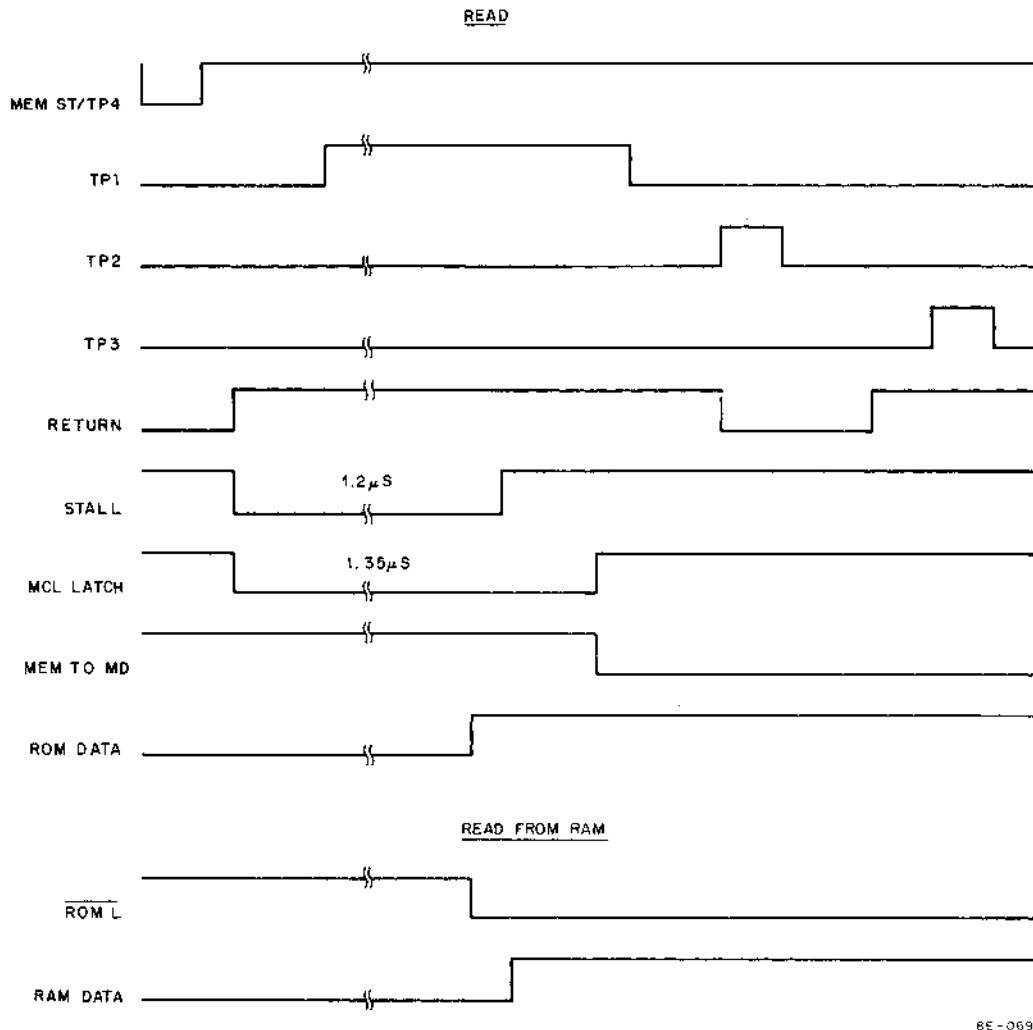 READ
MEM ST/TP4
TP1
TP2
TP3
RETURN
1.2µS
STALL
1.35µS
MCL LATCH
MEM TO MD
ROM DATA
READ FROM RAM
ROM L
RAM DATA
8E-069